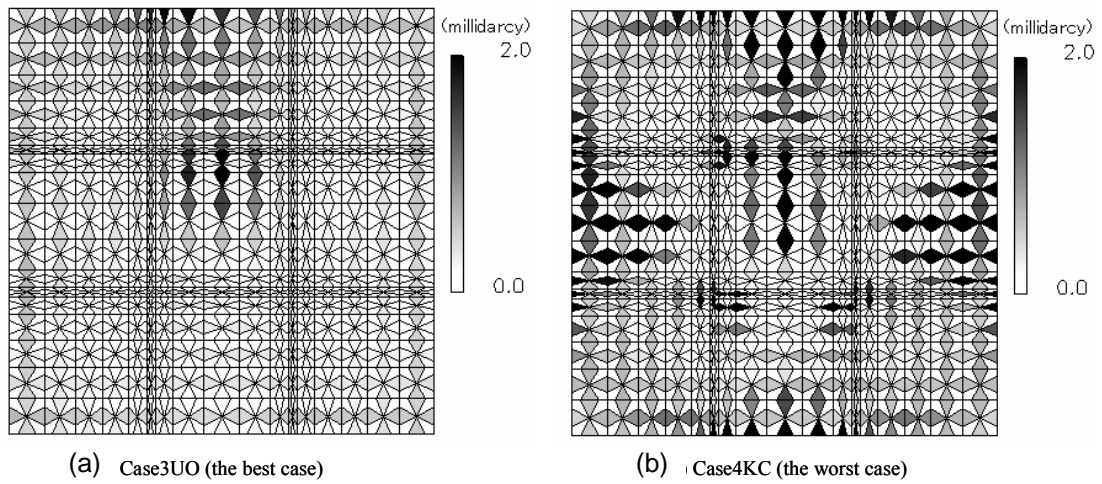 (millidarcy)
2.0
0.0
(millidarcy)
2.0
0.0
(a) Case3UO (the best case)
(b) ) Case4KC (the worst case)